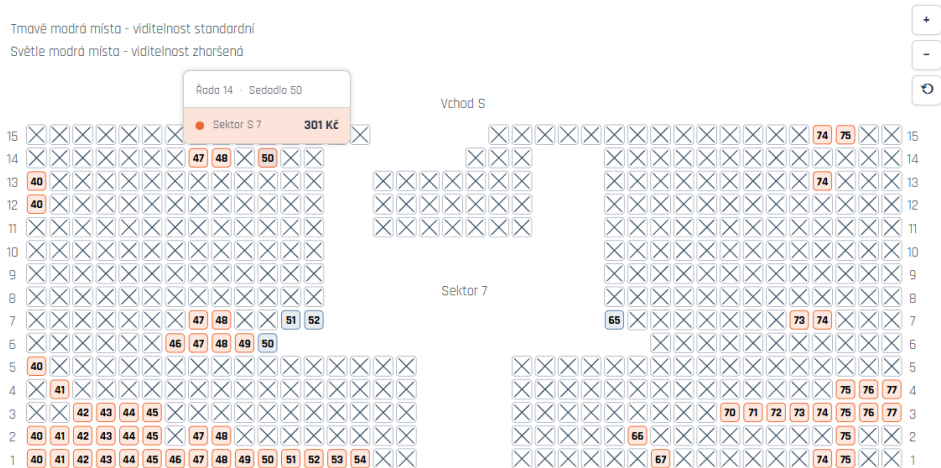 Tmavě modrá místa - viditelnost standardní
Světle modrá místa - viditelnost zhoršená
+
-
Řada 14 · Sedadlo 50
Sektor S 7 301 Kč
Vchod S
15 74 75 15
14 47 48 50 14
13 40 74 13
12 40 12
11 11
10 10
9 9
Sektor 7
8 8
7 47 48 51 52 65 73 74 7
6 46 47 48 49 50 6
5 40 5
4 41 75 76 77 4
3 42 43 44 45 70 71 72 73 74 75 76 77 3
2 40 41 42 43 44 45 47 48 66 75 2
1 40 41 42 43 44 45 46 47 48 49 50 51 52 53 54 67 74 75 1